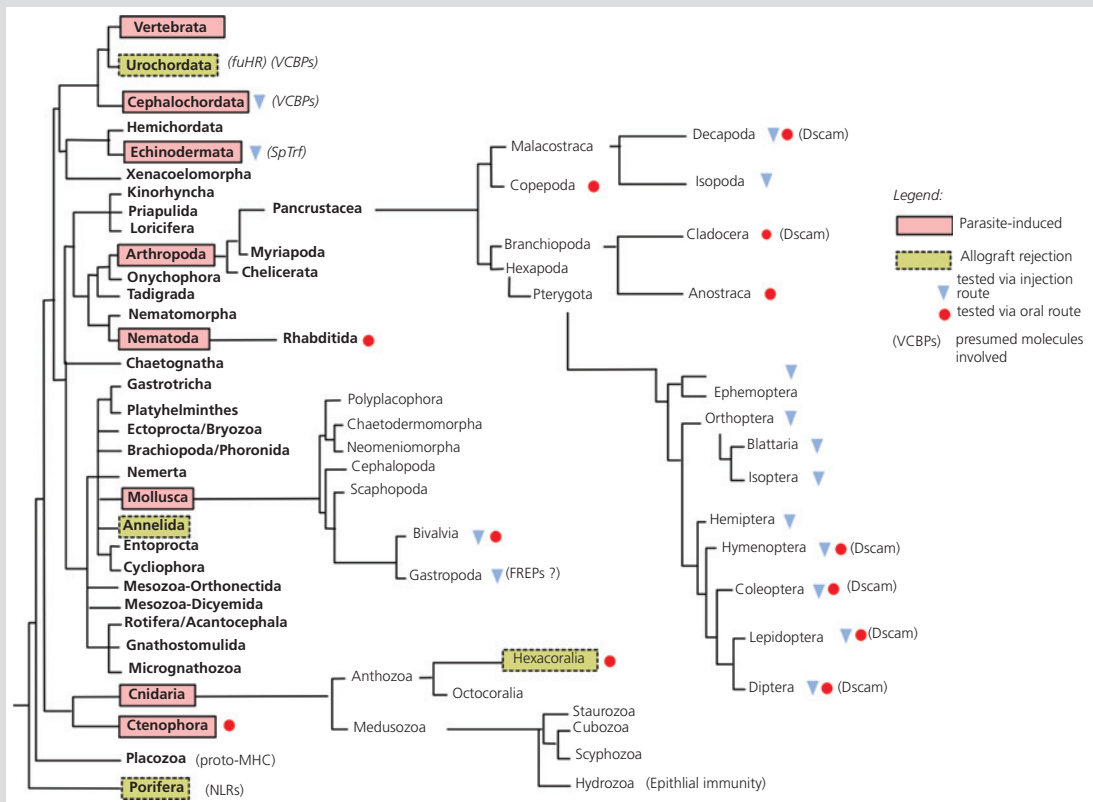 Vertebrata
Urochordata (fuHR) (VCBPs)
Cephalochordata (VCBPs)
Hemichordata
Echinodermata (SpTrf)
Xenacoelomorpha
Kinorhyncha
Priapulida
Loricifera
Arthropoda
Onychophora
Tadigrada
Nematomorpha
Nematoda
Chaetognatha
Gastrotricha
Platyhelminthes
Ectoprocta/Bryozoa
Brachiopoda/Phoronida
Nemerta
Mollusca
Annelida
Entoprocta
Cycliophora
Mesozoa-Orthonectida
Mesozoa-Dicyemida
Rotifera/Acantocephala
Gnathostomulida
Micrognathozoa
Cnidaria
Ctenophora
Placozoa (proto-MHC)
Porifera (NLRs)
Pancrustacea
Myriapoda
Chelicerata
Rhabditida
Polyplacophora
Chaetodermomorpha
Neomeniomorpha
Cephalopoda
Scaphopoda
Bivalvia
Gastropoda (FREPs ?)
Anthozoa
Hexacoralia
Octocoralia
Medusozoa
Staurozoa
Cubozoa
Scyphozoa
Hydrozoa (Epithlial immunity)
Malacostraca
Copepoda
Branchiopoda
Hexapoda
Pterygota
Decapoda (Dscam)
Isopoda
Cladocera (Dscam)
Anostraca
Ephemoptera
Orthoptera
Blattaria
Isoptera
Hemiptera
Hymenoptera (Dscam)
Coleoptera (Dscam)
Lepidoptera (Dscam)
Diptera (Dscam)
Legend:
Parasite-induced
Allograft rejection
tested via injection
route
tested via oral route
(VCBPs) presumed molecules
involved